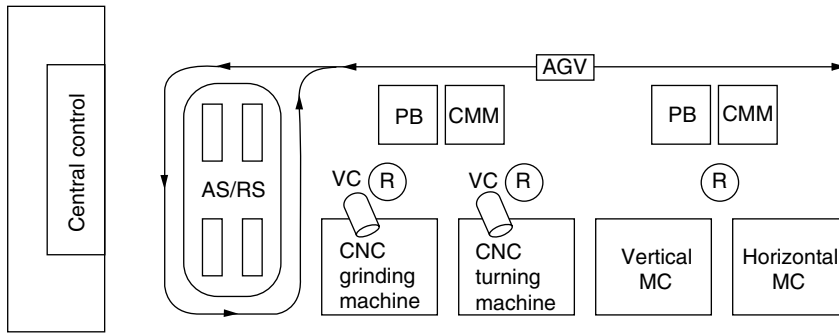 Central control
AGV
PB
CMM
PB
CMM
AS/RS
VC
R
VC
R
R
CNC
grinding
machine
CNC
turning
machine
Vertical
MC
Horizontal
MC